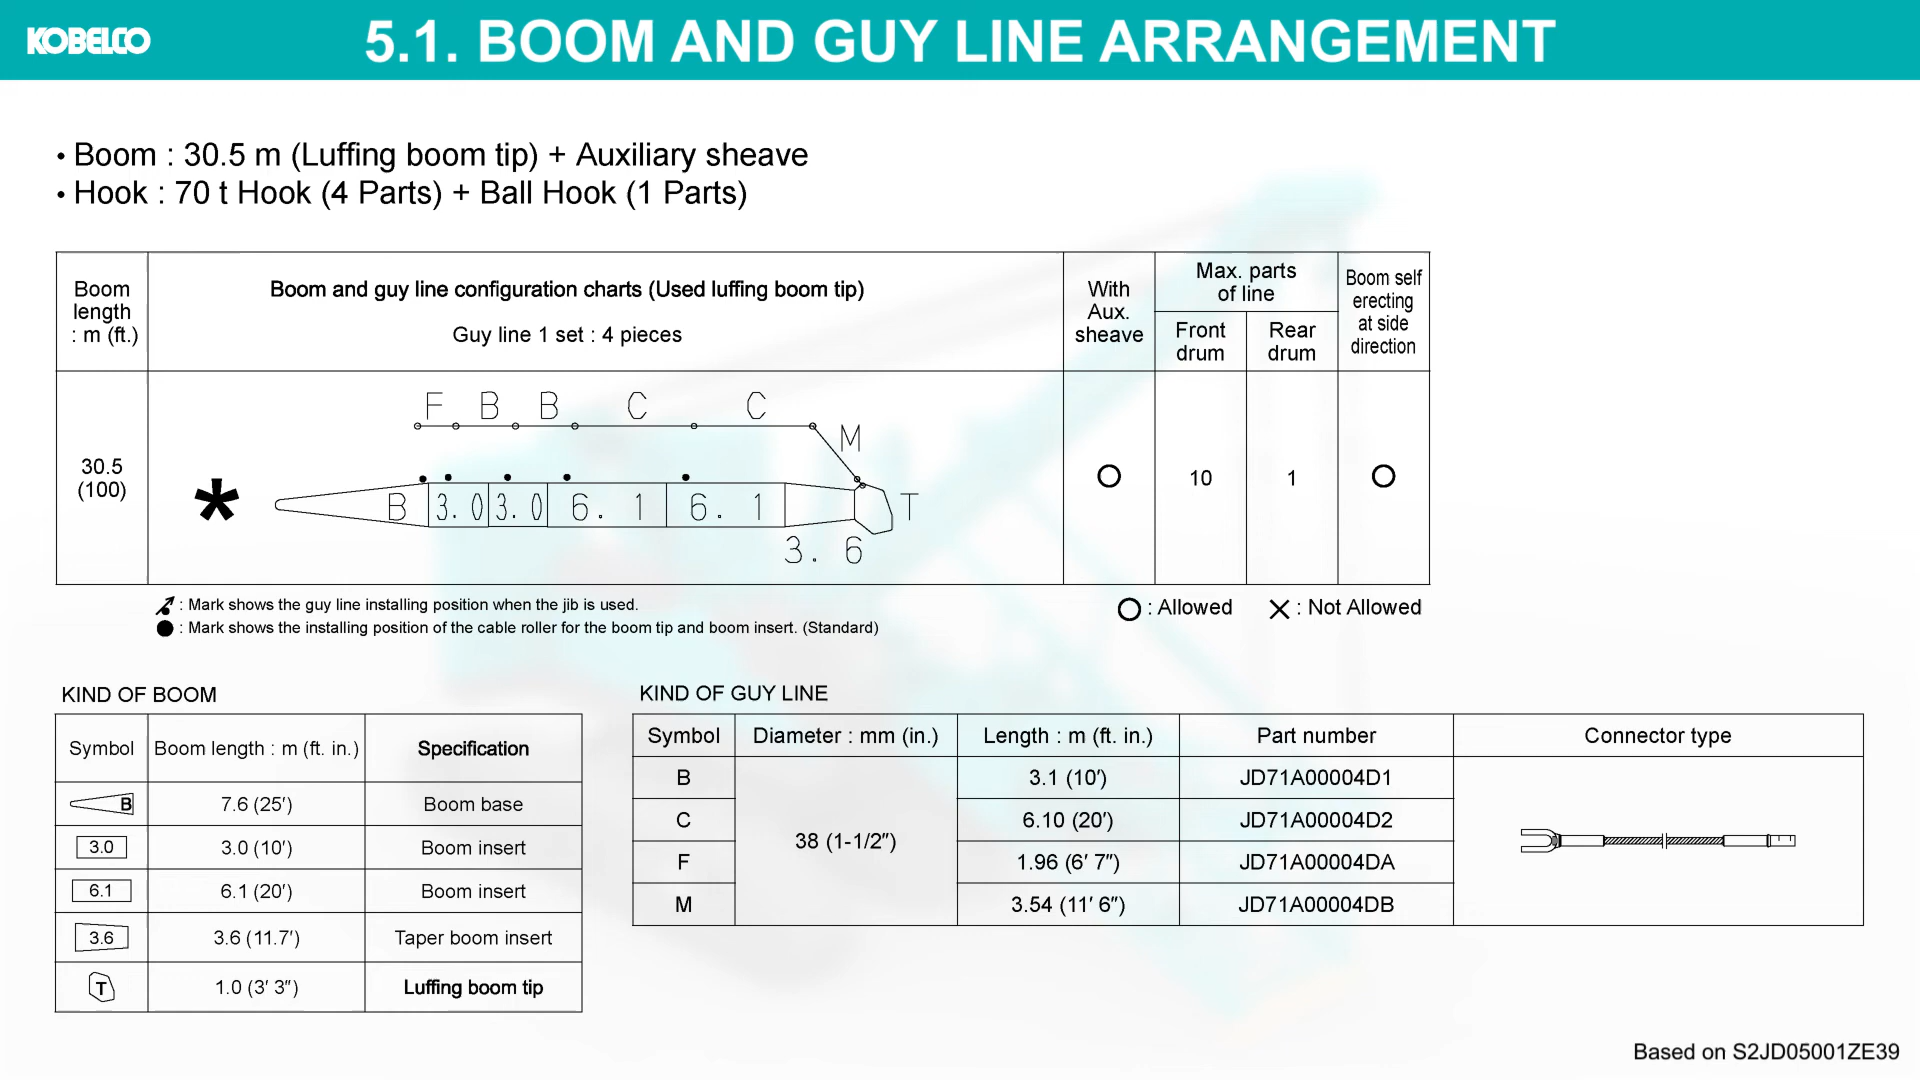 KOBELCO
5.1. BOOM AND GUY LINE ARRANGEMENT
• Boom : 30.5 m (Luffing boom tip) + Auxiliary sheave
• Hook : 70 t Hook (4 Parts) + Ball Hook (1 Parts)
Boom
length
: m (ft.)
Boom and guy line configuration charts (Used luffing boom tip)
Guy line 1 set : 4 pieces
With
Aux.
sheave
Max. parts
of line
Front
drum
Rear
drum
Boom self
erecting
at side
direction
30.5
(100)
F B B C C
M
*
B 3.0 3.0 6.1 6.1 T
3.6
10
1
: Mark shows the guy line installing position when the jib is used.
: Mark shows the installing position of the cable roller for the boom tip and boom insert. (Standard)
: Allowed
: Not Allowed
KIND OF BOOM
Symbol Boom length : m (ft. in.) Specification
B 7.6 (25′) Boom base
3.0 3.0 (10′) Boom insert
6.1 6.1 (20′) Boom insert
3.6 3.6 (11.7′) Taper boom insert
T 1.0 (3′ 3″) Luffing boom tip
KIND OF GUY LINE
Symbol Diameter : mm (in.) Length : m (ft. in.) Part number Connector type
B 3.1 (10′) JD71A00004D1
C 6.10 (20′) JD71A00004D2
38 (1-1/2″)
F 1.96 (6′ 7″) JD71A00004DA
M 3.54 (11′ 6″) JD71A00004DB
Based on S2JD05001ZE39